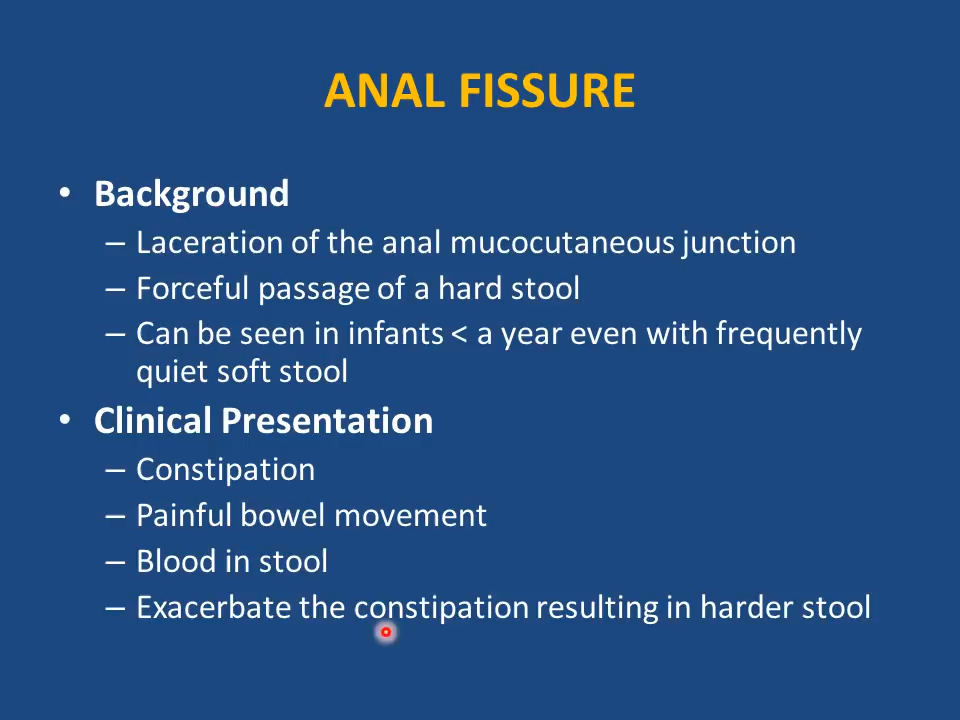 ANAL FISSURE
• Background
– Laceration of the anal mucocutaneous junction
– Forceful passage of a hard stool
– Can be seen in infants < a year even with frequently
quiet soft stool
• Clinical Presentation
– Constipation
– Painful bowel movement
– Blood in stool
– Exacerbate the constipation resulting in harder stool